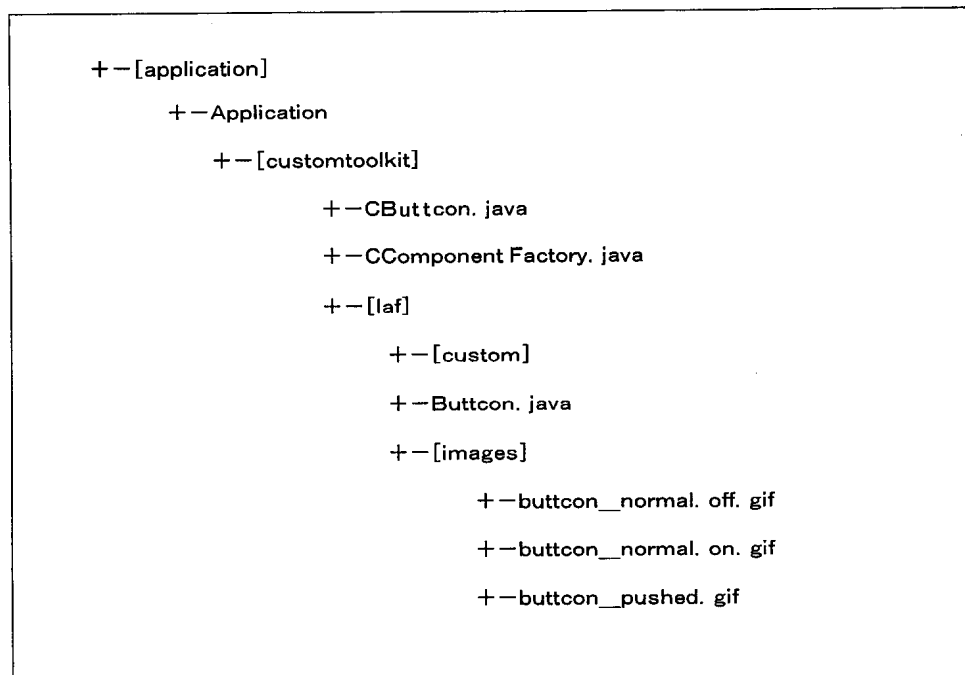 +－[application]
+－Application
+－[customtoolkit]
+－CButtcon. java
+－CComponent Factory. java
+－[laf]
+－[custom]
+－Buttcon. java
+－[images]
+－buttcon__normal. off. gif
+－buttcon__normal. on. gif
+－buttcon__pushed. gif